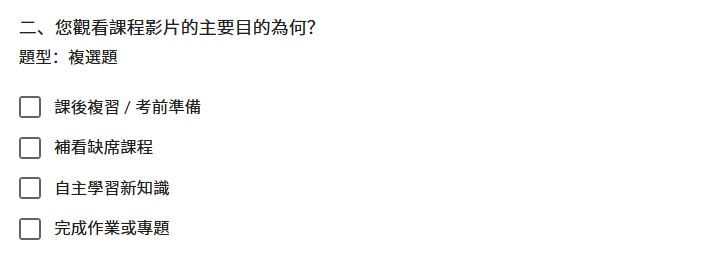 二、您觀看課程影片的主要目的為何?
題型：複選題
課後複習 / 考前準備
補看缺席課程
自主學習新知識
完成作業或專題